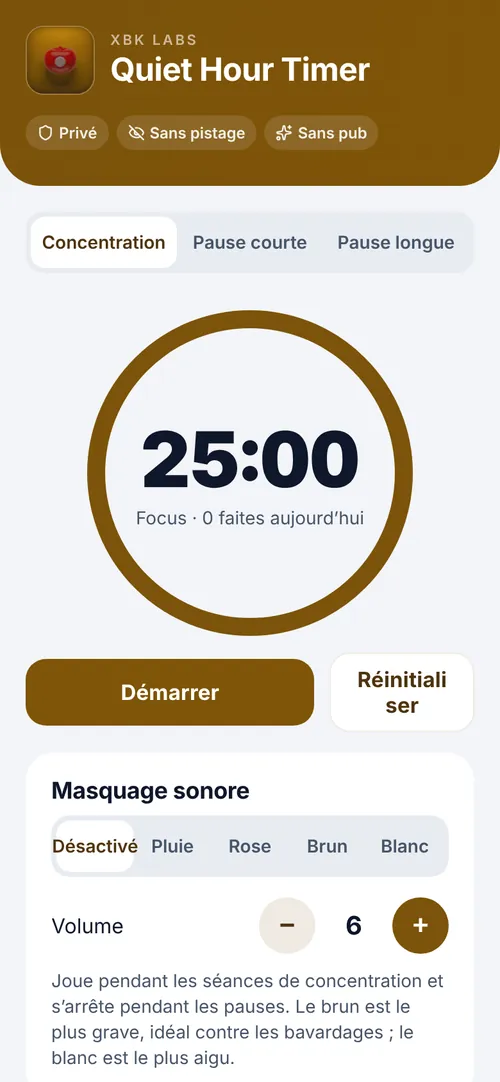 XBK LABS
Quiet Hour Timer
Privé
Sans pistage
Sans pub
Concentration
Pause courte
Pause longue
25:00
Focus · 0 faites aujourd’hui
Démarrer
Réinitiali
ser
Masquage sonore
Désactivé
Pluie
Rose
Brun
Blanc
Volume
−
6
+
Joue pendant les séances de concentration et
s’arrête pendant les pauses. Le brun est le
plus grave, idéal contre les bavardages ; le
blanc est le plus aigu.